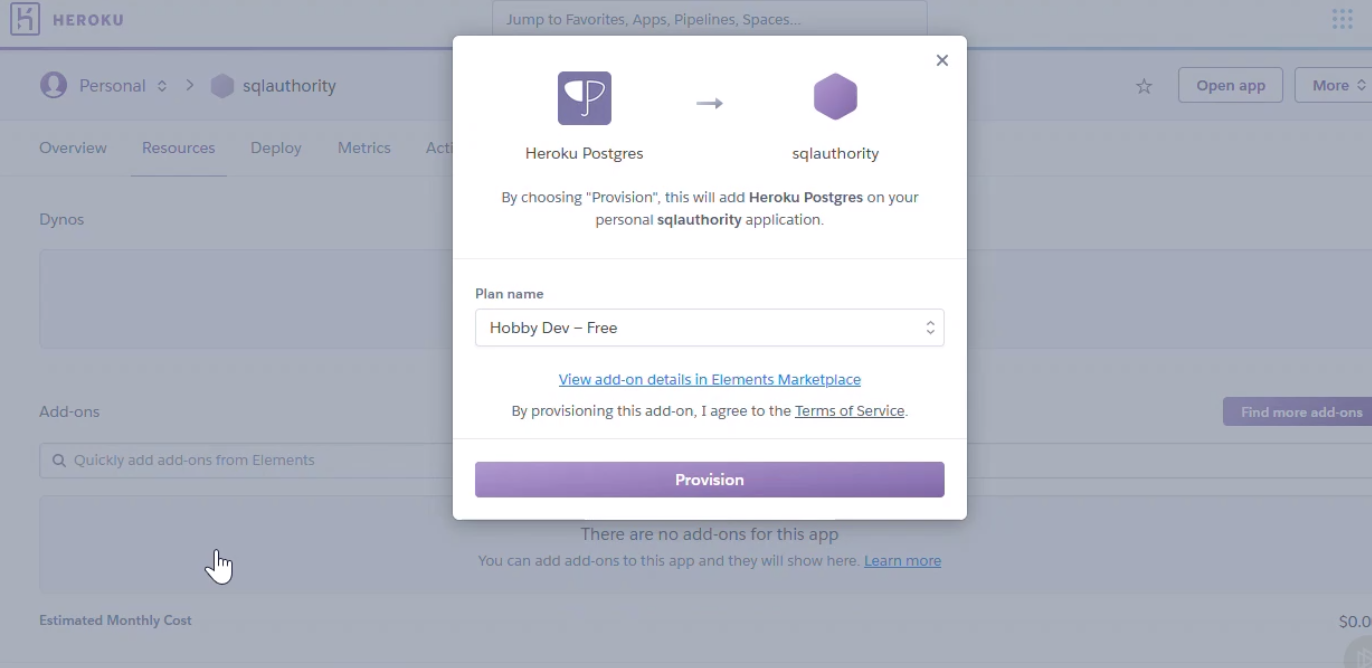 HEROKU
Jump to Favorites, Apps, Pipelines, Spaces...
Personal > sqlauthority
Open app
More
Overview Resources Deploy Metrics Acti
Heroku Postgres
sqlauthority
By choosing "Provision", this will add Heroku Postgres on your
personal sqlauthority application.
Dynos
Plan name
Hobby Dev – Free
View add-on details in Elements Marketplace
By provisioning this add-on, I agree to the Terms of Service.
Add-ons
Find more add-ons
Quickly add add-ons from Elements
Provision
There are no add-ons for this app
You can add add-ons to this app and they will show here. Learn more
Estimated Monthly Cost
$0.0